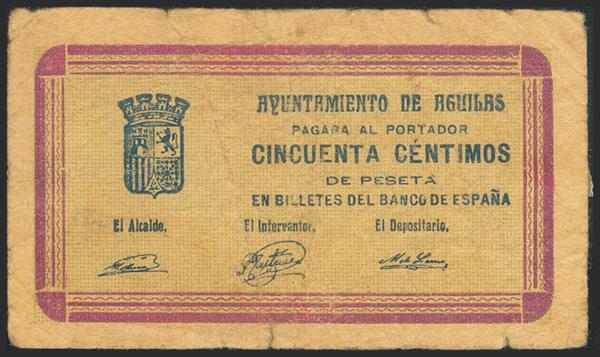 AYUNTAMIENTO DE AGUILAS
PAGARA AL PORTADOR
CINCUENTA CÉNTIMOS
DE PESETA
EN BILLETES DEL BANCO DE ESPAÑA
El Alcalde, El Interventor, El Depositario,